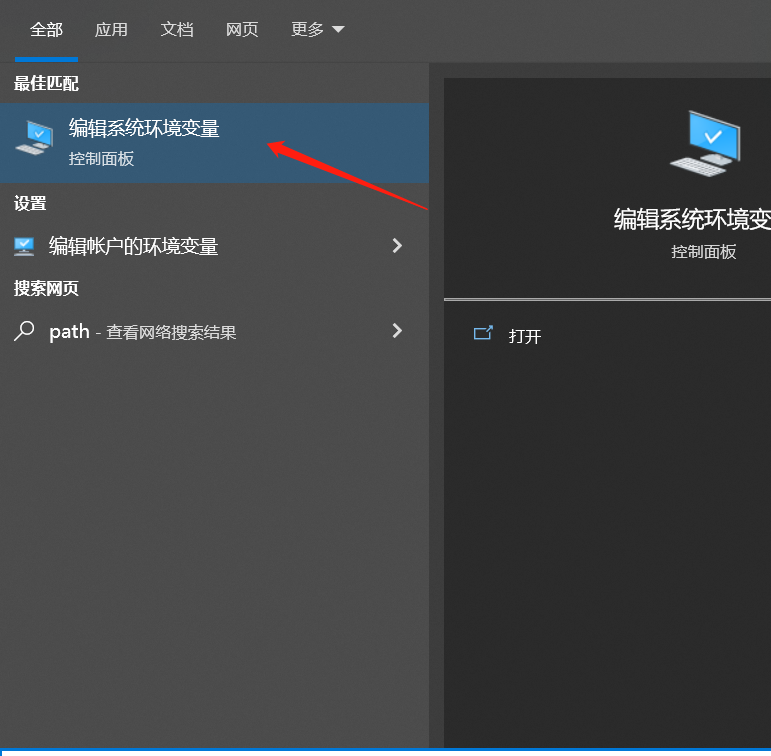 全部 应用 文档 网页 更多
最佳匹配
编辑系统环境变量
控制面板
设置
编辑帐户的环境变量
搜索网页
path - 查看网络搜索结果
编辑系统环境变
控制面板
打开